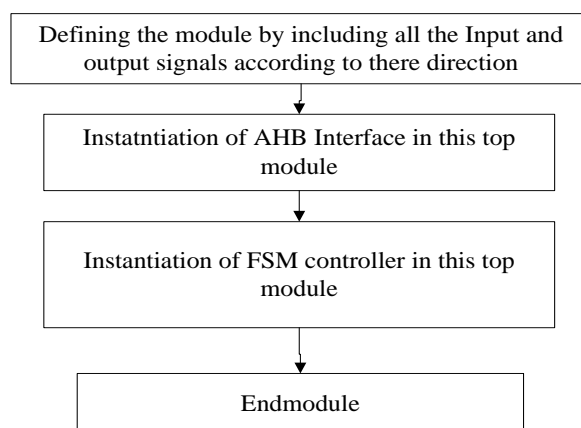 Defining the module by including all the Input and
output signals according to there direction
Instatntiation of AHB Interface in this top
module
Instantiation of FSM controller in this top
module
Endmodule